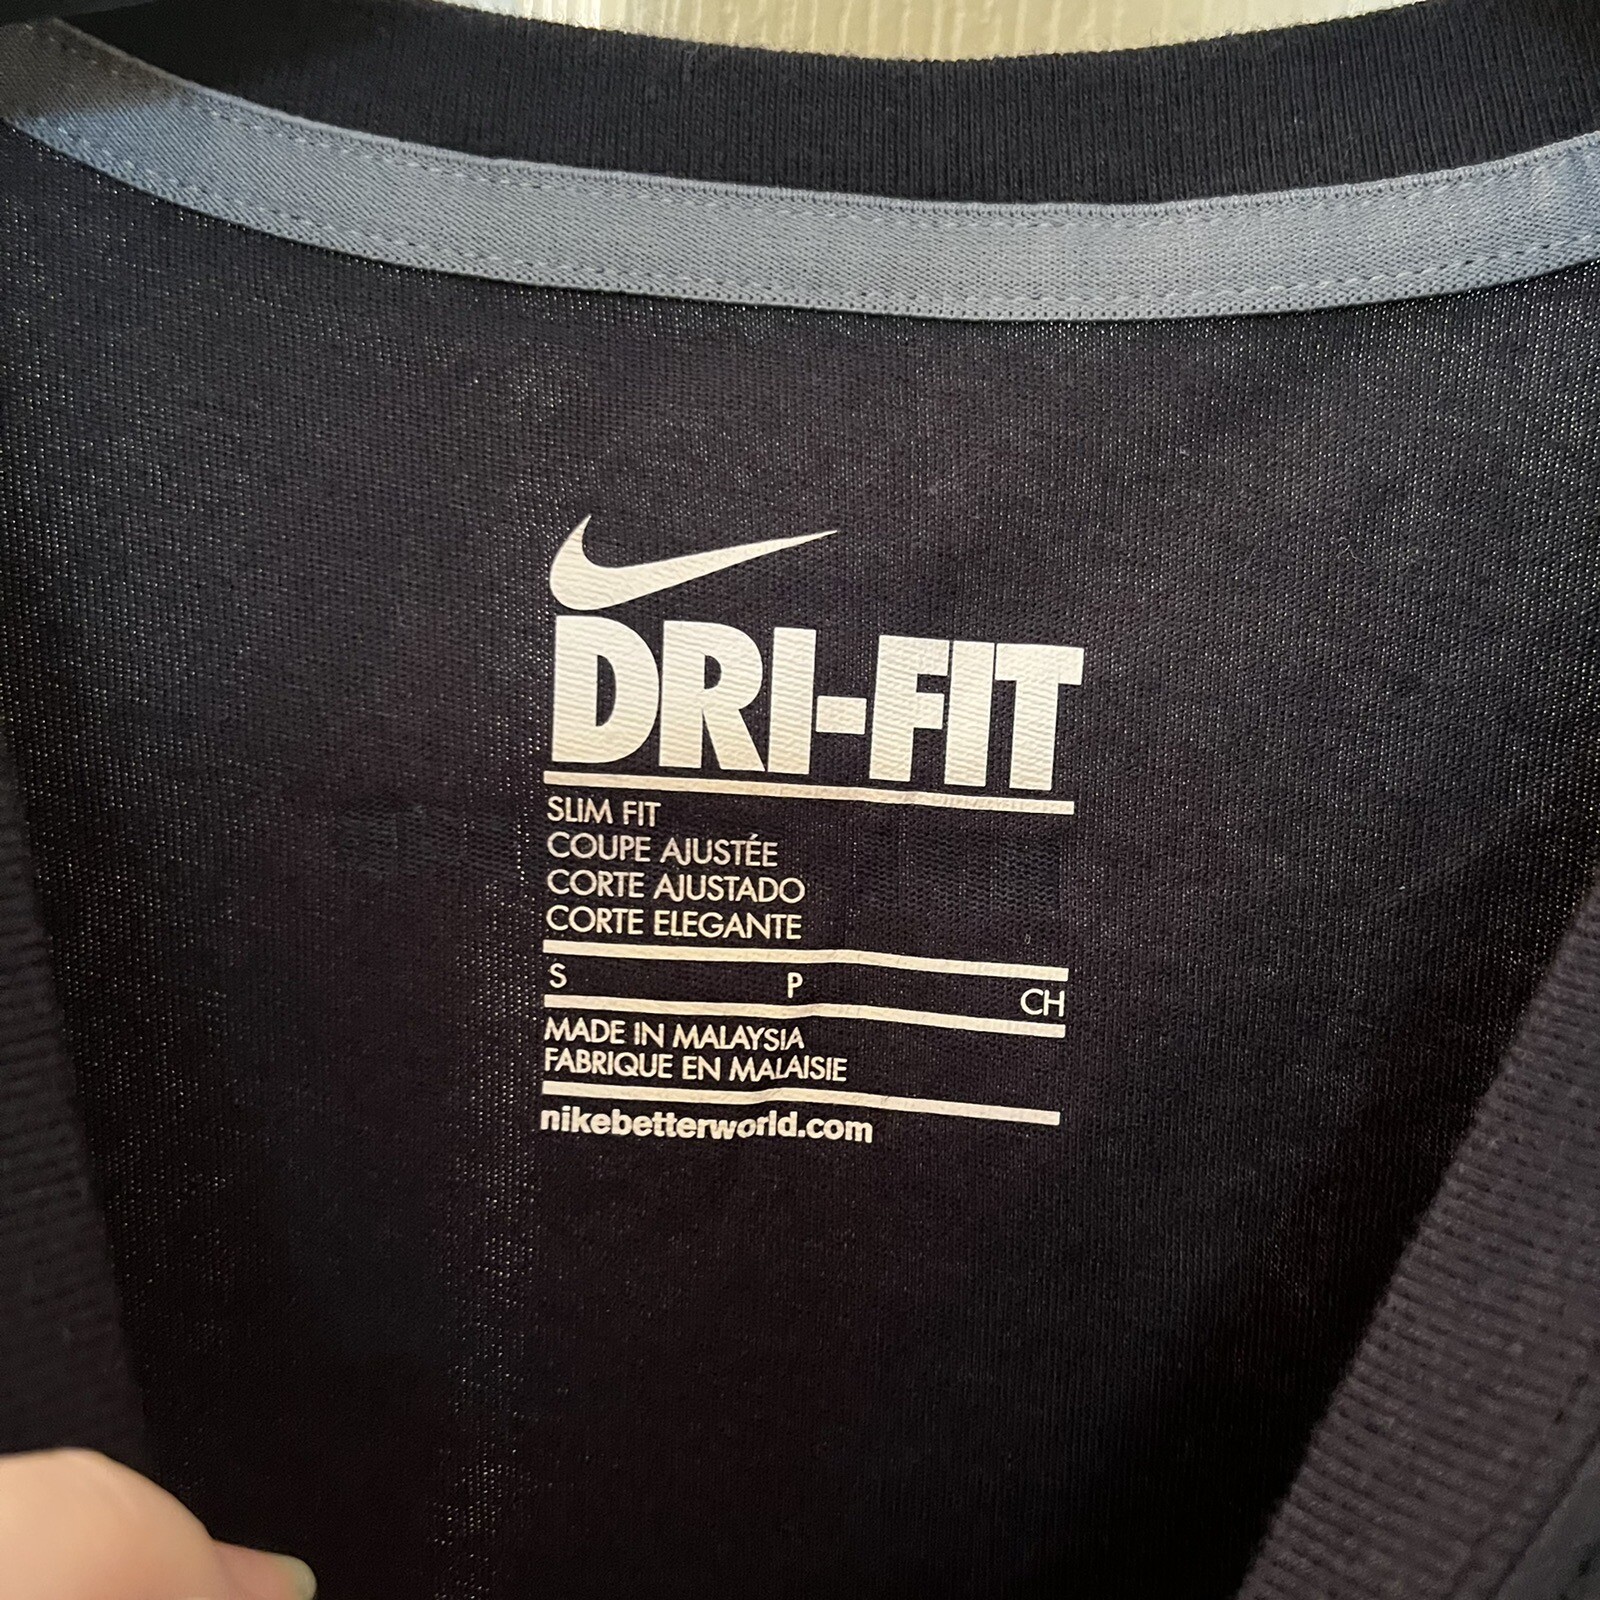 DRI-FIT
SLIM FIT
COUPE AJUSTÉE
CORTE AJUSTADO
CORTE ELEGANTE
S P CH
MADE IN MALAYSIA
FABRIQUE EN MALAISIE
nikebetterworld.com